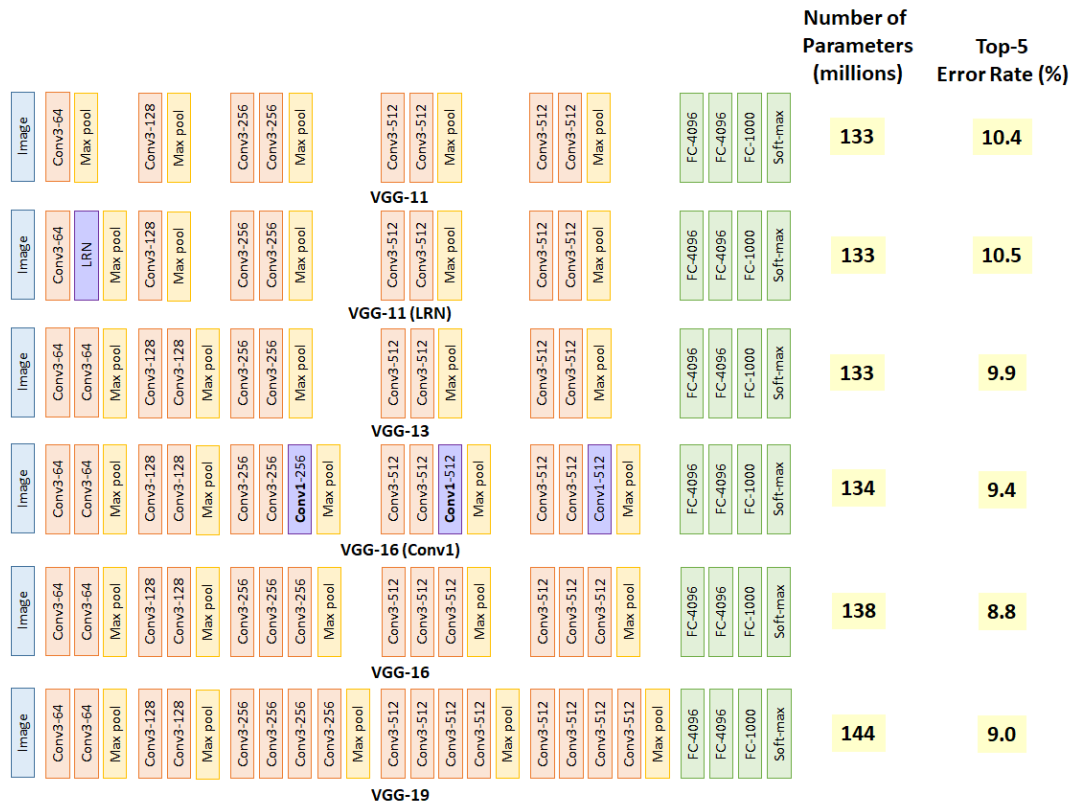 Number of
Parameters
(millions)
Top-5
Error Rate (%)
Image Conv3-64 Max pool Conv3-128 Max pool Conv3-256 Conv3-256 Max pool Conv3-512 Conv3-512 Max pool Conv3-512 Conv3-512 Max pool FC-4096 FC-4096 FC-1000 Soft-max 133 10.4
VGG-11
Image Conv3-64 LRN Max pool Conv3-128 Max pool Conv3-256 Conv3-256 Max pool Conv3-512 Conv3-512 Max pool Conv3-512 Conv3-512 Max pool FC-4096 FC-4096 FC-1000 Soft-max 133 10.5
VGG-11 (LRN)
Image Conv3-64 Conv3-64 Max pool Conv3-128 Conv3-128 Max pool Conv3-256 Conv3-256 Max pool Conv3-512 Conv3-512 Max pool Conv3-512 Conv3-512 Max pool FC-4096 FC-4096 FC-1000 Soft-max 133 9.9
VGG-13
Image Conv3-64 Conv3-64 Max pool Conv3-128 Conv3-128 Max pool Conv3-256 Conv3-256 Conv1-256 Max pool Conv3-512 Conv3-512 Conv1-512 Max pool Conv3-512 Conv3-512 Conv1-512 Max pool FC-4096 FC-4096 FC-1000 Soft-max 134 9.4
VGG-16 (Conv1)
Image Conv3-64 Conv3-64 Max pool Conv3-128 Conv3-128 Max pool Conv3-256 Conv3-256 Conv3-256 Max pool Conv3-512 Conv3-512 Conv3-512 Max pool Conv3-512 Conv3-512 Conv3-512 Max pool FC-4096 FC-4096 FC-1000 Soft-max 138 8.8
VGG-16
Image Conv3-64 Conv3-64 Max pool Conv3-128 Conv3-128 Max pool Conv3-256 Conv3-256 Conv3-256 Conv3-256 Max pool Conv3-512 Conv3-512 Conv3-512 Conv3-512 Max pool Conv3-512 Conv3-512 Conv3-512 Conv3-512 Max pool FC-4096 FC-4096 FC-1000 Soft-max 144 9.0
VGG-19